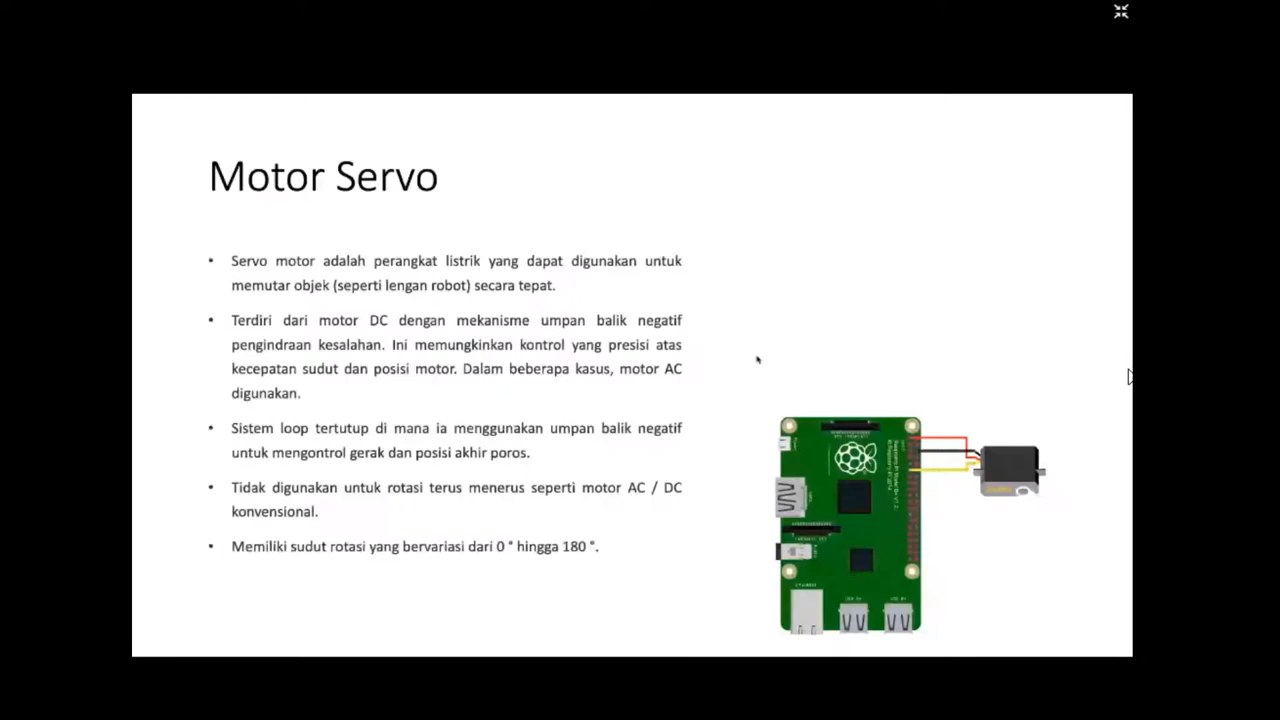 Motor Servo
• Servo motor adalah perangkat listrik yang dapat digunakan untuk
memutar objek (seperti lengan robot) secara tepat.
• Terdiri dari motor DC dengan mekanisme umpan balik negatif
pengindraan kesalahan. Ini memungkinkan kontrol yang presisi atas
kecepatan sudut dan posisi motor. Dalam beberapa kasus, motor AC
digunakan.
• Sistem loop tertutup di mana ia menggunakan umpan balik negatif
untuk mengontrol gerak dan posisi akhir poros.
• Tidak digunakan untuk rotasi terus menerus seperti motor AC / DC
konvensional.
• Memiliki sudut rotasi yang bervariasi dari 0 ° hingga 180 °.